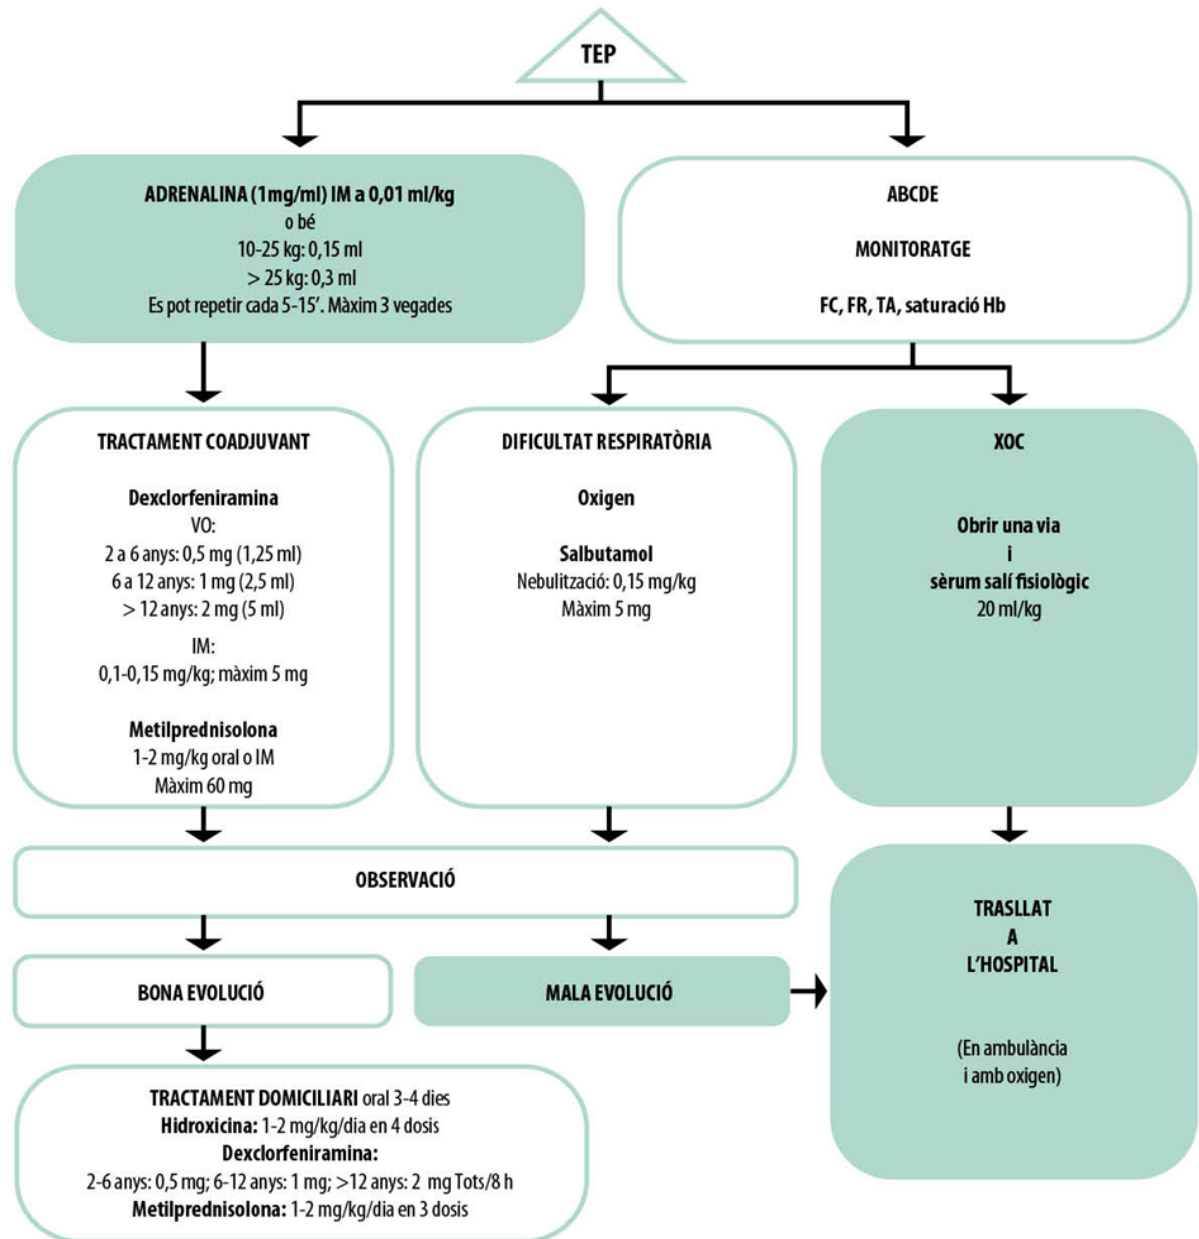 TEP
ADRENALINA (1mg/ml) IM a 0,01 ml/kg
o bé
10-25 kg: 0,15 ml
> 25 kg: 0,3 ml
Es pot repetir cada 5-15’. Màxim 3 vegades
ABCDE
MONITORATGE
FC, FR, TA, saturació Hb
TRACTAMENT COADJUVANT
Dexclorfeniramina
VO:
2 a 6 anys: 0,5 mg (1,25 ml)
6 a 12 anys: 1 mg (2,5 ml)
> 12 anys: 2 mg (5 ml)
IM:
0,1-0,15 mg/kg; màxim 5 mg
Metilprednisolona
1-2 mg/kg oral o IM
Màxim 60 mg
DIFICULTAT RESPIRATÒRIA
Oxigen
Salbutamol
Nebulització: 0,15 mg/kg
Màxim 5 mg
XOC
Obrir una via
i
sèrum salí fisiològic
20 ml/kg
OBSERVACIÓ
BONA EVOLUCIÓ
MALA EVOLUCIÓ
TRASLLAT
A
L’HOSPITAL
(En ambulància
i amb oxigen)
TRACTAMENT DOMICILIARI oral 3-4 dies
Hidroxicina: 1-2 mg/kg/dia en 4 dosis
Dexclorfeniramina:
2-6 anys: 0,5 mg; 6-12 anys: 1 mg; >12 anys: 2 mg Tots/8 h
Metilprednisolona: 1-2 mg/kg/dia en 3 dosis